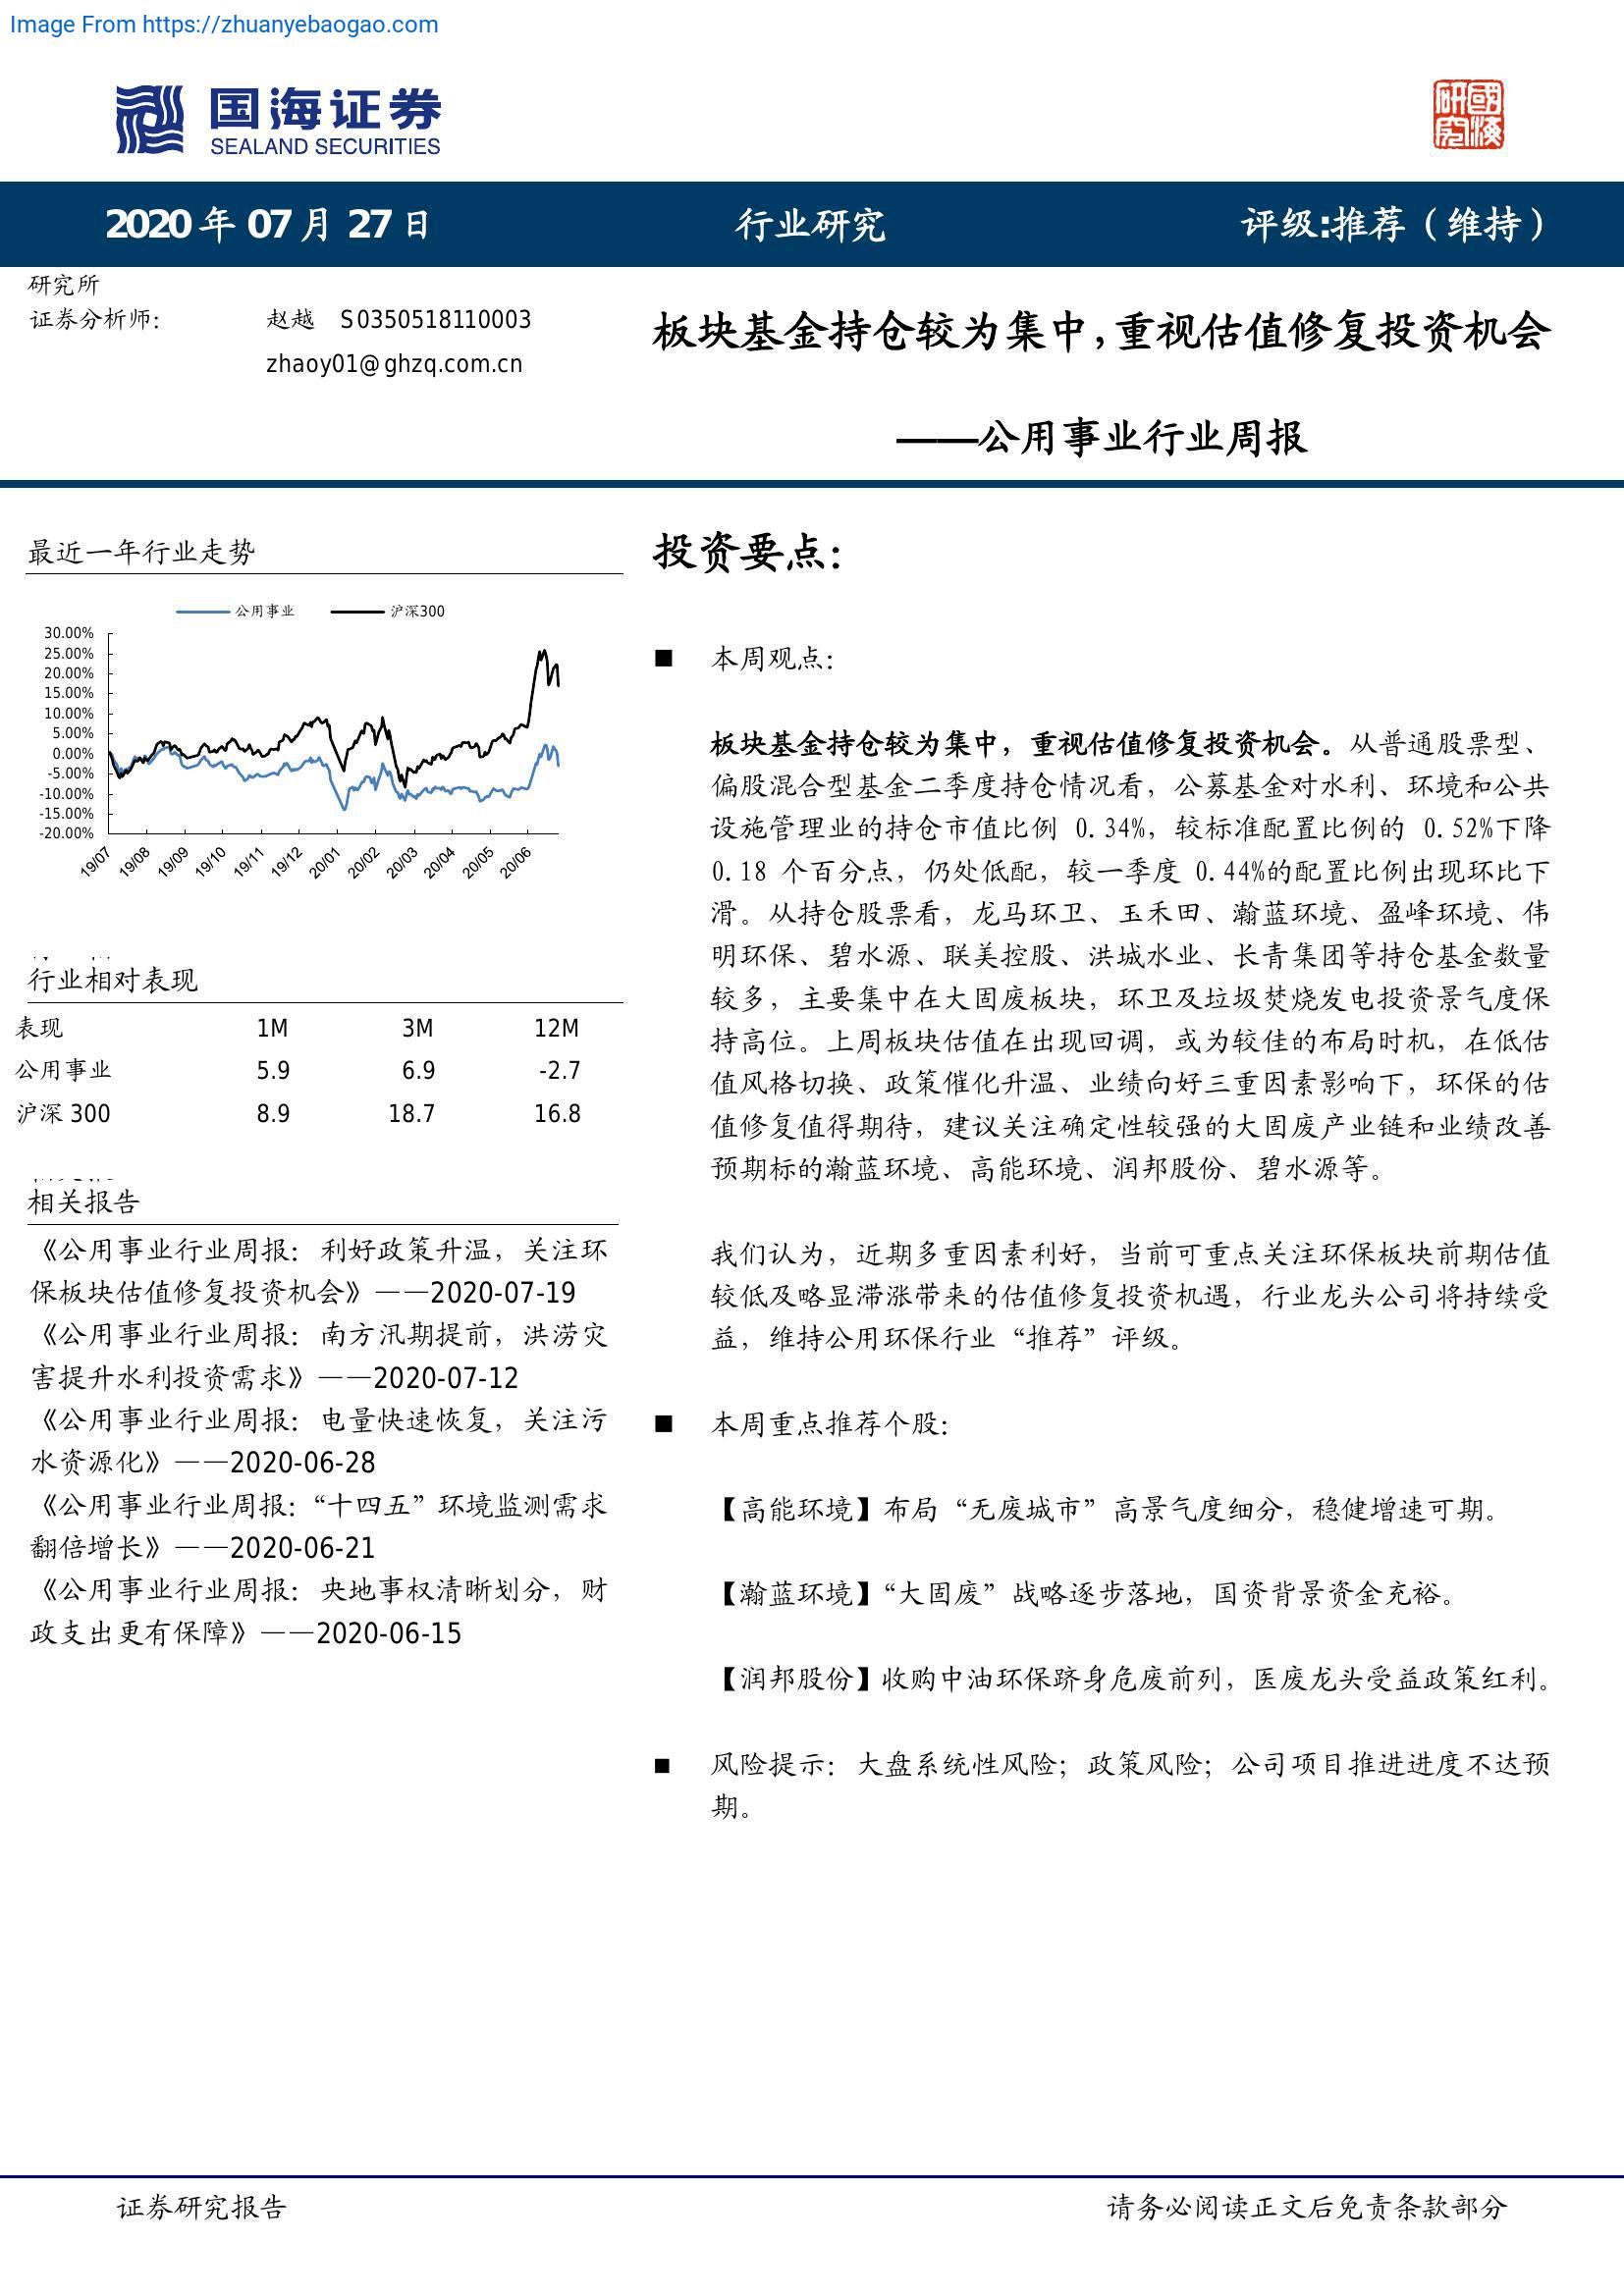 Image From https://zhuanyebaogao.com
国海证券
SEALAND SECURITIES
國海研究
2020 年 07 月 27 日
行业研究
评级:推荐（维持）
研究所
证券分析师： 赵越 S0350518110003
zhaoy01@ghzq.com.cn
板块基金持仓较为集中，重视估值修复投资机会
——公用事业行业周报
最近一年行业走势
公用事业 沪深300
30.00%
25.00%
20.00%
15.00%
10.00%
5.00%
0.00%
-5.00%
-10.00%
-15.00%
-20.00%
19/07 19/08 19/09 19/10 19/11 19/12 20/01 20/02 20/03 20/04 20/05 20/06
行业相对表现
表现 1M 3M 12M
公用事业 5.9 6.9 -2.7
沪深 300 8.9 18.7 16.8
相关报告
《公用事业行业周报：利好政策升温，关注环
保板块估值修复投资机会》——2020-07-19
《公用事业行业周报：南方汛期提前，洪涝灾
害提升水利投资需求》——2020-07-12
《公用事业行业周报：电量快速恢复，关注污
水资源化》——2020-06-28
《公用事业行业周报：“十四五”环境监测需求
翻倍增长》——2020-06-21
《公用事业行业周报：央地事权清晰划分，财
政支出更有保障》——2020-06-15
投资要点：
■ 本周观点：
板块基金持仓较为集中，重视估值修复投资机会。从普通股票型、
偏股混合型基金二季度持仓情况看，公募基金对水利、环境和公共
设施管理业的持仓市值比例 0.34%，较标准配置比例的 0.52%下降
0.18 个百分点，仍处低配，较一季度 0.44%的配置比例出现环比下
滑。从持仓股票看，龙马环卫、玉禾田、瀚蓝环境、盈峰环境、伟
明环保、碧水源、联美控股、洪城水业、长青集团等持仓基金数量
较多，主要集中在大固废板块，环卫及垃圾焚烧发电投资景气度保
持高位。上周板块估值在出现回调，或为较佳的布局时机，在低估
值风格切换、政策催化升温、业绩向好三重因素影响下，环保的估
值修复值得期待，建议关注确定性较强的大固废产业链和业绩改善
预期标的瀚蓝环境、高能环境、润邦股份、碧水源等。
我们认为，近期多重因素利好，当前可重点关注环保板块前期估值
较低及略显滞涨带来的估值修复投资机遇，行业龙头公司将持续受
益，维持公用环保行业“推荐”评级。
■ 本周重点推荐个股：
【高能环境】布局“无废城市”高景气度细分，稳健增速可期。
【瀚蓝环境】“大固废”战略逐步落地，国资背景资金充裕。
【润邦股份】收购中油环保跻身危废前列，医废龙头受益政策红利。
■ 风险提示：大盘系统性风险；政策风险；公司项目推进进度不达预
期。
证券研究报告
请务必阅读正文后免责条款部分